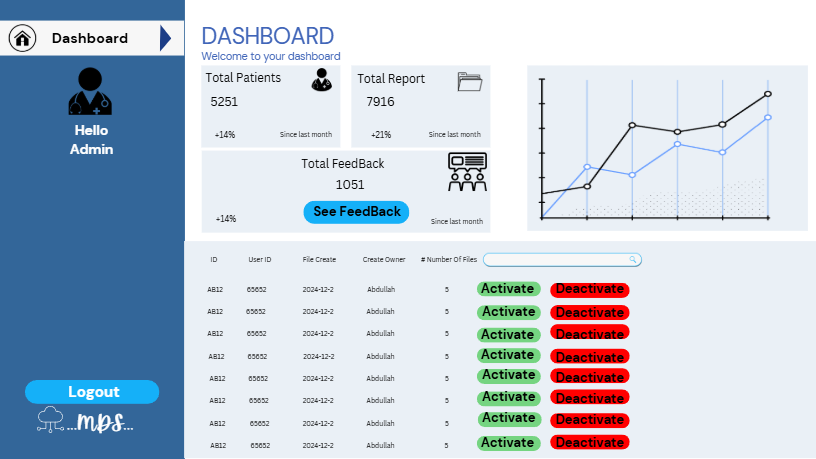 Dashboard
Hello
Admin
Logout
...mps...
DASHBOARD
Welcome to your dashboard
Total Patients
5251
+14% Since last month
Total Report
7916
+21% Since last month
Total FeedBack
1051
See FeedBack
+14% Since last month
ID User ID File Create Create Owner # Number Of Files
AB12 65652 2024-12-2 Abdullah 5 Activate Deactivate
AB12 65652 2024-12-2 Abdullah 5 Activate Deactivate
AB12 65652 2024-12-2 Abdullah 5 Activate Deactivate
AB12 65652 2024-12-2 Abdullah 5 Activate Deactivate
AB12 65652 2024-12-2 Abdullah 5 Activate Deactivate
AB12 65652 2024-12-2 Abdullah 5 Activate Deactivate
AB12 65652 2024-12-2 Abdullah 5 Activate Deactivate
AB12 65652 2024-12-2 Abdullah 5 Activate Deactivate